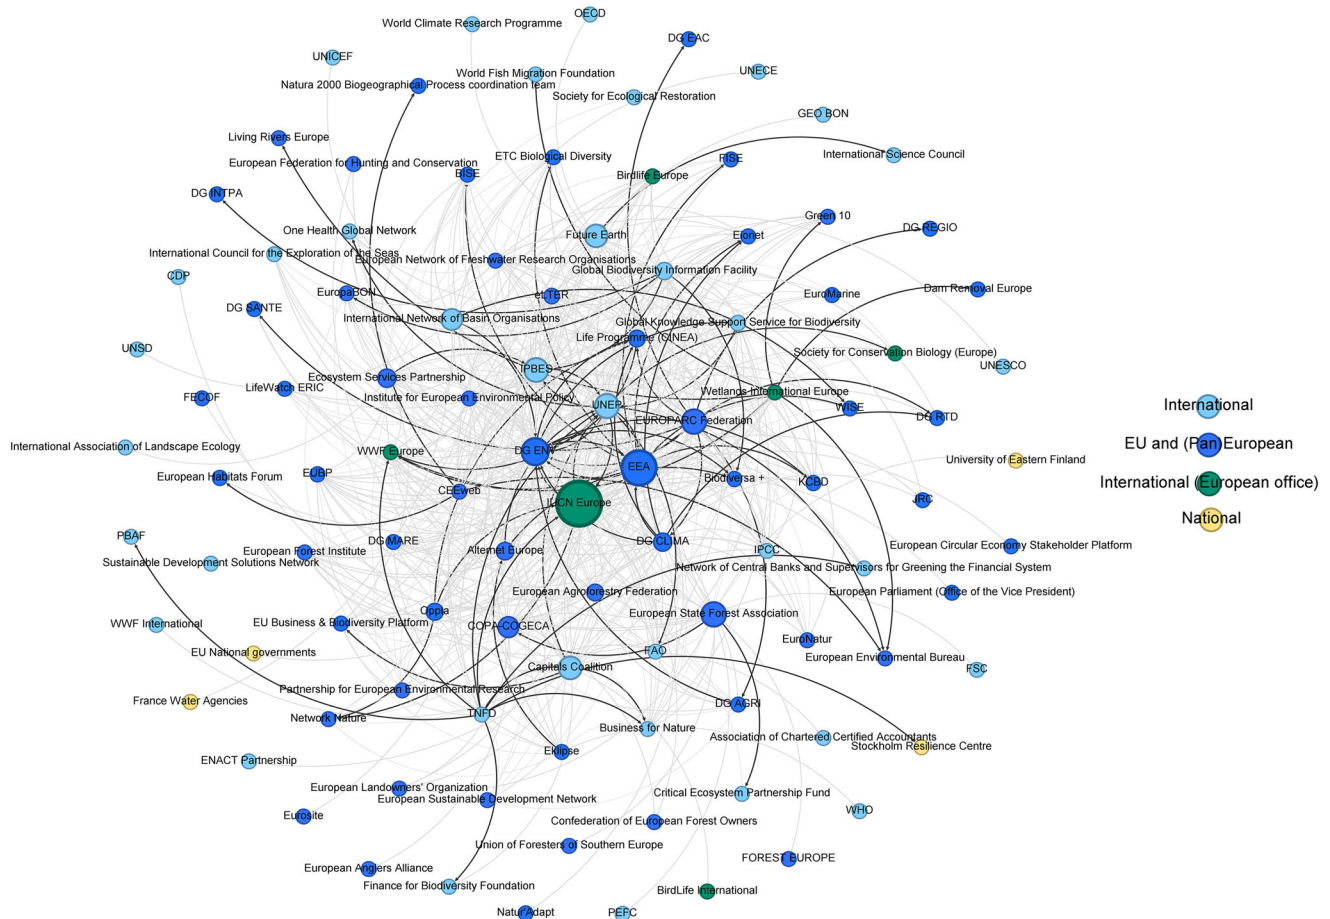 OECD
World Climate Research Programme
DG EAC
UNICEF
World Fish Migration Foundation
UNECE
Natura 2000 Biogeographical Process coordination team
Society for Ecological Restoration
GEO BON
Living Rivers Europe
International Science Council
European Federation for Hunting and Conservation
ETC Biological Diversity
FISE
BISE
Birdlife Europe
DG INTPA
Green 10
DG REGIO
One Health Global Network
Future Earth
Eionet
International Council for the Exploration of the Seas
European Network of Freshwater Research Organisations
Global Biodiversity Information Facility
CDP
EuropaBON
eLTER
EuroMarine
Dam Removal Europe
DG SANTE
International Network of Basin Organisations
Global Knowledge Support Service for Biodiversity
Life Programme (CINEA)
UNSD
Society for Conservation Biology (Europe)
UNESCO
IPBES
Ecosystem Services Partnership
LifeWatch ERIC
FECOF
Institute for European Environmental Policy
Wetlands International Europe
UNEP
WISE
International
EUROPARC Federation
DG RTD
EU and (Pan) European
International Association of Landscape Ecology
WWF Europe
DG ENV
EEA
University of Eastern Finland
European Habitats Forum
EUBP
CEEweb
Biodiversa +
KCBD
International (European office)
IUCN Europe
JRC
National
PBAF
DG MARE
DG CLIMA
European Circular Economy Stakeholder Platform
European Forest Institute
Alternet Europe
IPCC
Sustainable Development Solutions Network
Network of Central Banks and Supervisors for Greening the Financial System
European Agroforestry Federation
European Parliament (Office of the Vice President)
Oppla
European State Forest Association
WWF International
EU Business & Biodiversity Platform
COPA-COGECA
EuroNatur
EU National governments
FAO
European Environmental Bureau
Capitals Coalition
FSC
Partnership for European Environmental Research
France Water Agencies
DG AGRI
Network Nature
TNFD
Business for Nature
Association of Chartered Certified Accountants
Stockholm Resilience Centre
Eklipse
ENACT Partnership
European Landowners' Organization
Critical Ecosystem Partnership Fund
European Sustainable Development Network
Eurosite
WHO
Confederation of European Forest Owners
Union of Foresters of Southern Europe
FOREST EUROPE
European Anglers Alliance
Finance for Biodiversity Foundation
BirdLife International
Natur'Adapt
PEFC